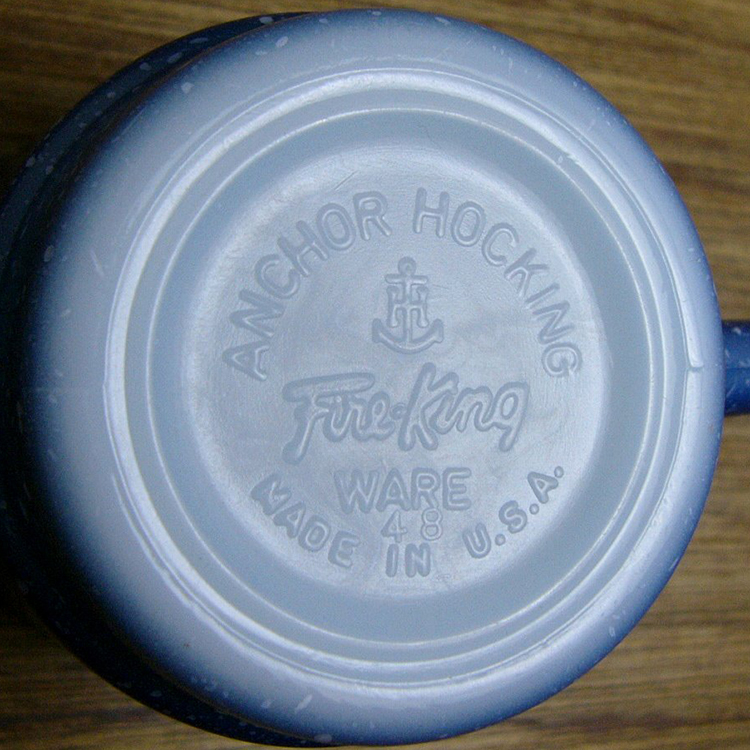 ANCHOR HOCKING
H
Fire-King
WARE
48
MADE IN U.S.A.